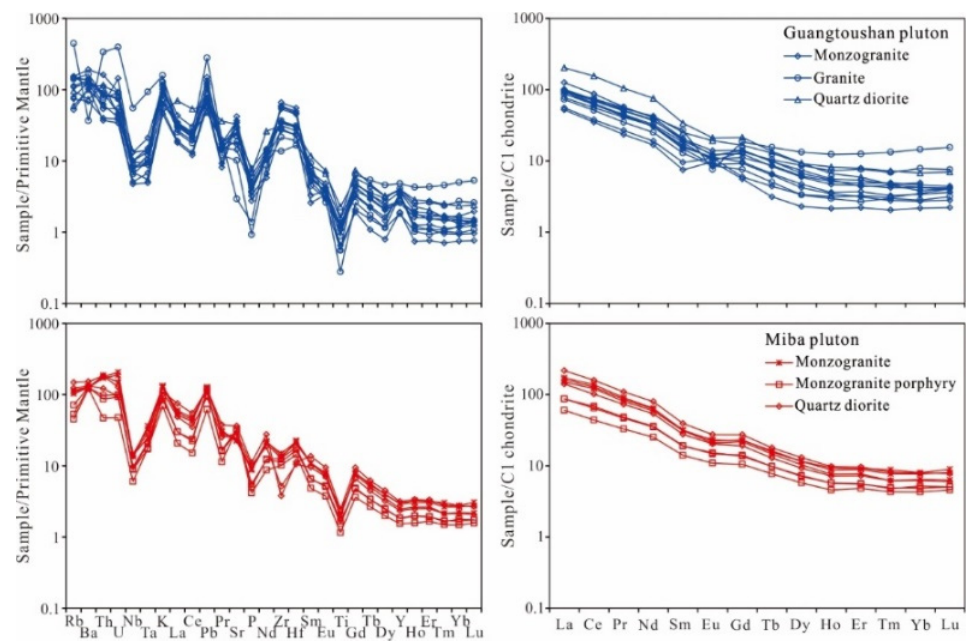 1000
100
10
1
0.1
Sample/Primitive Mantle
1000
100
10
1
0.1
Sample/C1 chondrite
Guangtoushan pluton
Monzogranite
Granite
Quartz diorite
1000
100
10
1
0.1
Sample/Primitive Mantle
Rb Th Nb K Ce Pr P Zr Sm Ti Tb Y Er Yb
Ba U Ta La Pb Sr Nd Hf Eu Gd Dy Ho Tm Lu
1000
100
10
1
0.1
Sample/C1 chondrite
Miba pluton
Monzogranite
Monzogranite porphyry
Quartz diorite
La Ce Pr Nd Sm Eu Gd Tb Dy Ho Er Tm Yb Lu